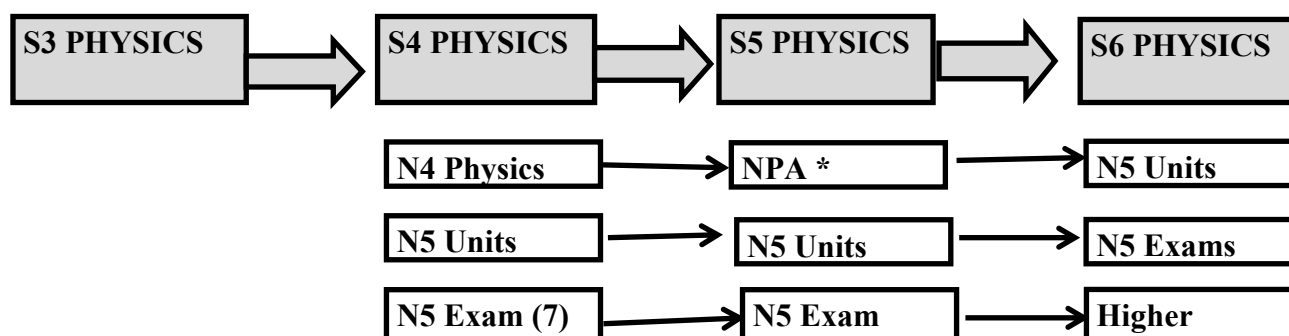 S3 PHYSICS S4 PHYSICS S5 PHYSICS S6 PHYSICS
N4 Physics NPA * N5 Units
N5 Units N5 Units N5 Exams
N5 Exam (7) N5 Exam Higher